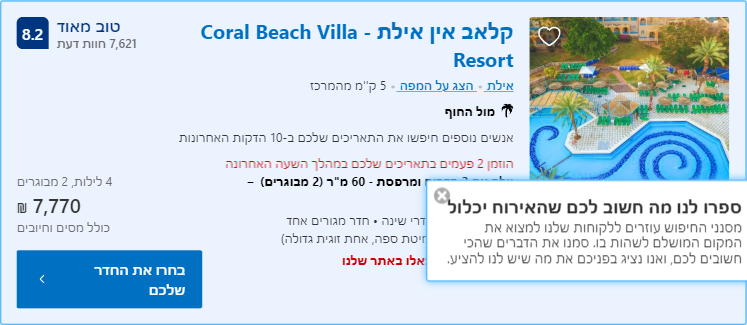 קלאב אין אילת - Coral Beach Villa
Resort
טוב מאוד
7,621 חוות דעת
8.2
אילת • הצג על המפה • 5 ק"מ מהמרכז
מול החוף
אנשים נוספים חיפשו את התאריכים שלכם ב-10 הדקות האחרונות
הוזמן 2 פעמים בתאריכים שלכם במהלך השעה האחרונה
ומרפסת - 60 מ"ר (2 מבוגרים) –
שינה • חדר מגורים אחד
ספה, אחת זוגית גדולה)
באתר שלנו
4 לילות, 2 מבוגרים
7,770 ₪
כולל מסים וחיובים
בחרו את החדר
שלכם
ספרו לנו מה חשוב לכם שהאירוח יכלול
מסנני החיפוש עוזרים ללקוחות שלנו למצוא את
המקום המושלם לשהות בו. סמנו את הדברים שהכי
חשובים לכם, ואנו נציג בפניכם את מה שיש לנו להציע.